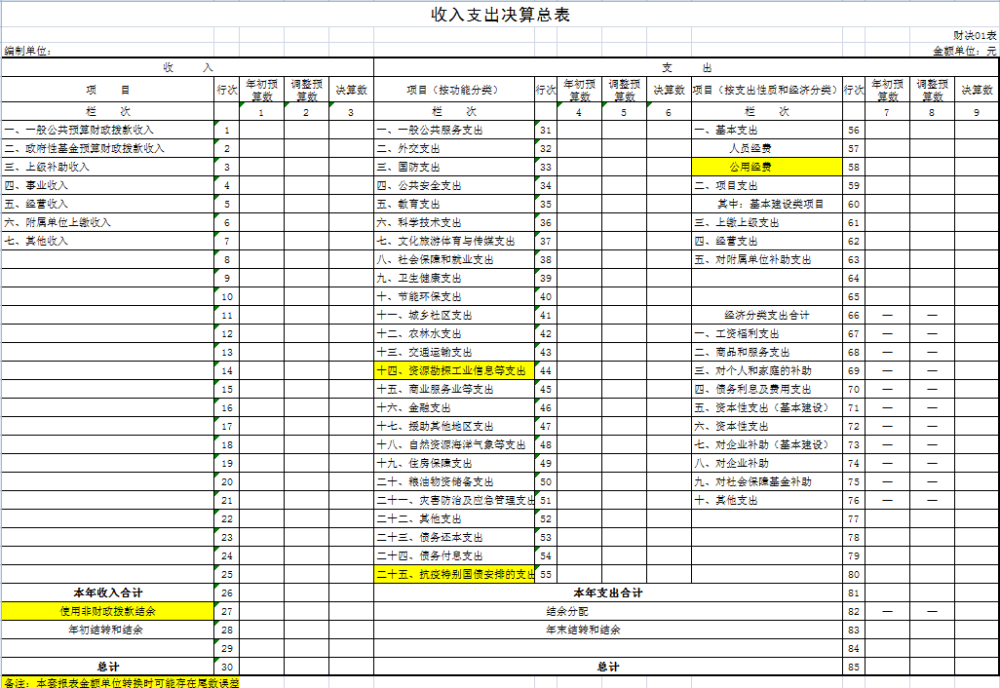 收入支出决算总表
财决01表
编制单位: 金额单位: 元
收 入 支 出
项 目 行次 年初预算数 调整预算数 决算数 项目（按功能分类） 行次 年初预算数 调整预算数 决算数 项目（按支出性质和经济分类） 行次 年初预算数 调整预算数 决算数
栏 次 1 2 3 栏 次 4 5 6 栏 次 7 8 9
一、一般公共预算财政拨款收入 1 一、一般公共服务支出 31 一、基本支出 56
二、政府性基金预算财政拨款收入 2 二、外交支出 32 人员经费 57
三、上级补助收入 3 三、国防支出 33 公用经费 58
四、事业收入 4 四、公共安全支出 34 二、项目支出 59
五、经营收入 5 五、教育支出 35 其中: 基本建设类项目 60
六、附属单位上缴收入 6 六、科学技术支出 36 三、上缴上级支出 61
七、其他收入 7 七、文化旅游体育与传媒支出 37 四、经营支出 62
8 八、社会保障和就业支出 38 五、对附属单位补助支出 63
9 九、卫生健康支出 39 64
10 十、节能环保支出 40 65
11 十一、城乡社区支出 41 经济分类支出合计 66 — —
12 十二、农林水支出 42 一、工资福利支出 67 — —
13 十三、交通运输支出 43 二、商品和服务支出 68 — —
14 十四、资源勘探工业信息等支出 44 三、对个人和家庭的补助 69 — —
15 十五、商业服务业等支出 45 四、债务利息及费用支出 70 — —
16 十六、金融支出 46 五、资本性支出（基本建设） 71 — —
17 十七、援助其他地区支出 47 六、资本性支出 72 — —
18 十八、自然资源海洋气象等支出 48 七、对企业补助（基本建设） 73 — —
19 十九、住房保障支出 49 八、对企业补助 74 — —
20 二十、粮油物资储备支出 50 九、对社会保障基金补助 75 — —
21 二十一、灾害防治及应急管理支出 51 十、其他支出 76 — —
22 二十二、其他支出 52 77
23 二十三、债务还本支出 53 78
24 二十四、债务付息支出 54 79
25 二十五、抗疫特别国债安排的支出 55 80
本年收入合计 26 本年支出合计 81
使用非财政拨款结余 27 结余分配 82 — —
年初结转和结余 28 年末结转和结余 83
29 84
总计 30 总计 85
备注: 本套报表金额单位转换时可能存在尾数误差